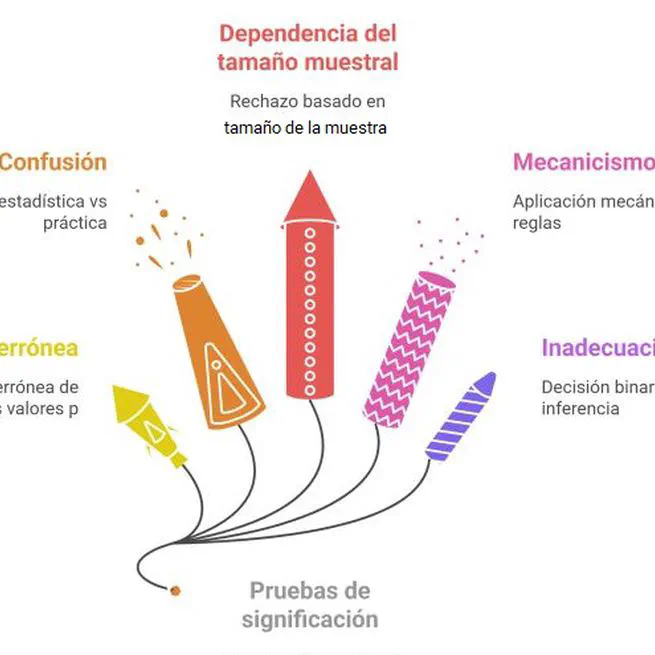 Dependencia del
tamaño muestral
Rechazo basado en
tamaño de la muestra
Confusión
estadística vs
práctica
Mecanicismo
Aplicación mecán
reglas
errónea
errónea de
s valores p
Inadecuaci
Decisión binar
inferencia
Pruebas de
significación